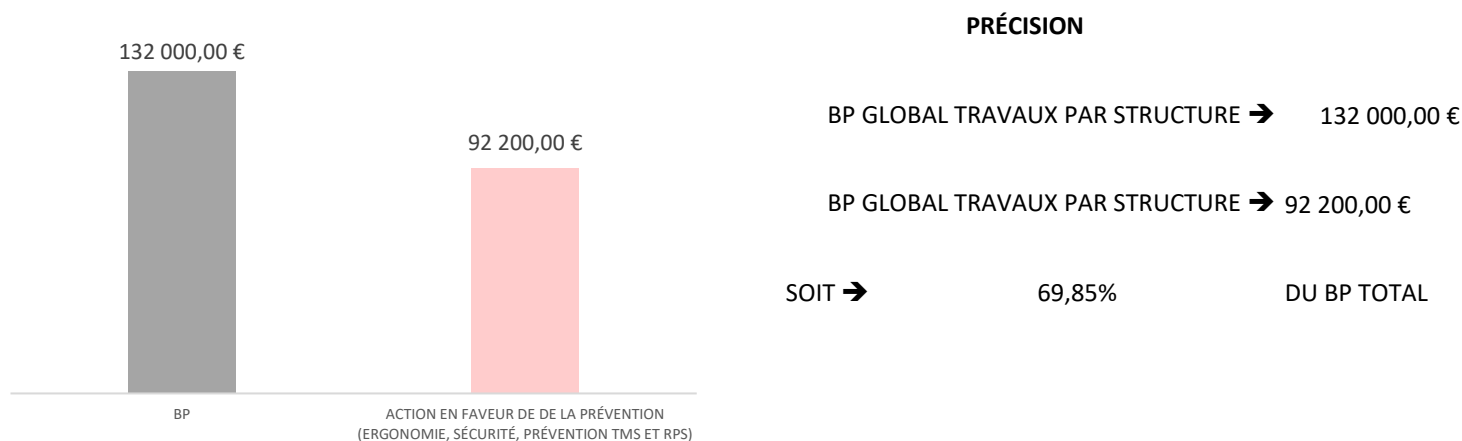 132 000,00 €
92 200,00 €
BP
ACTION EN FAVEUR DE DE LA PRÉVENTION
(ERGONOMIE, SÉCURITÉ, PRÉVENTION TMS ET RPS)
PRÉCISION
BP GLOBAL TRAVAUX PAR STRUCTURE ➔ 132 000,00 €
BP GLOBAL TRAVAUX PAR STRUCTURE ➔ 92 200,00 €
SOIT ➔ 69,85% DU BP TOTAL